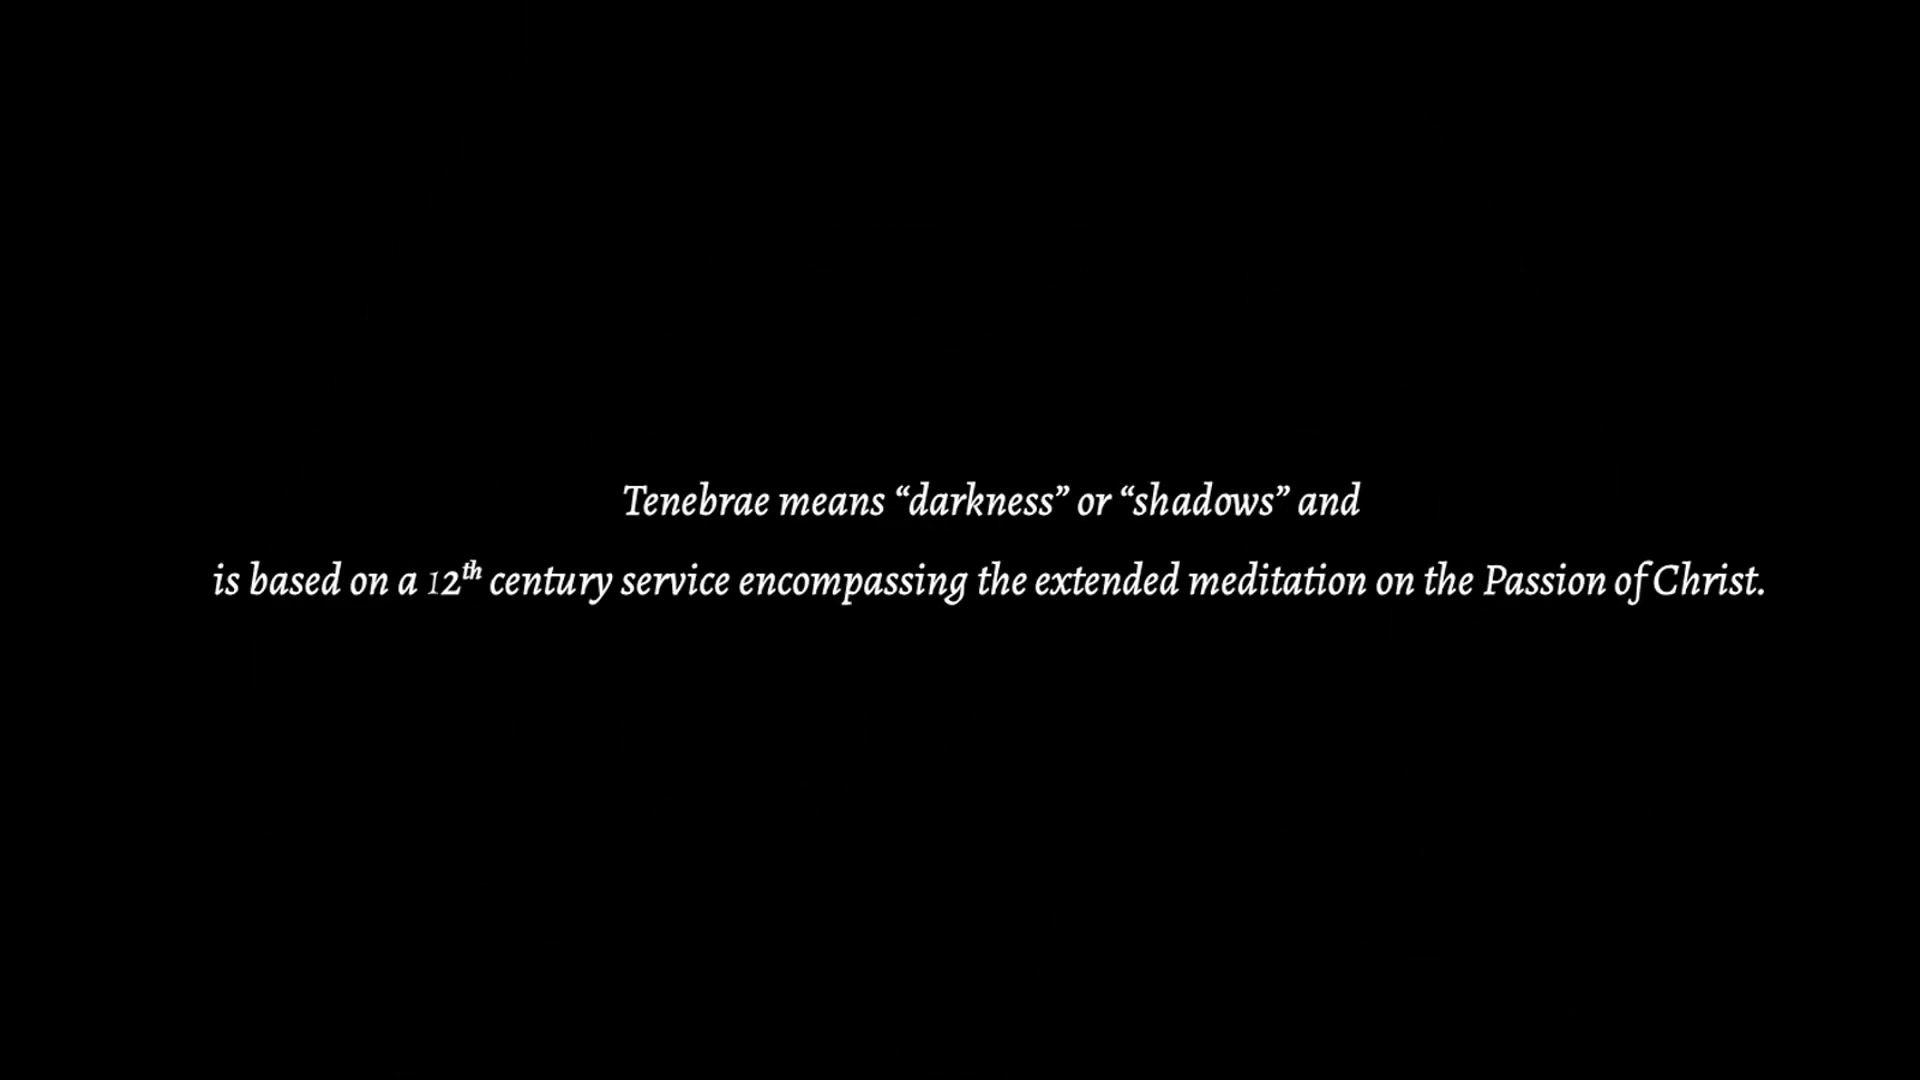 Tenebrae means “darkness” or “shadows” and
is based on a 12th century service encompassing the extended meditation on the Passion of Christ.